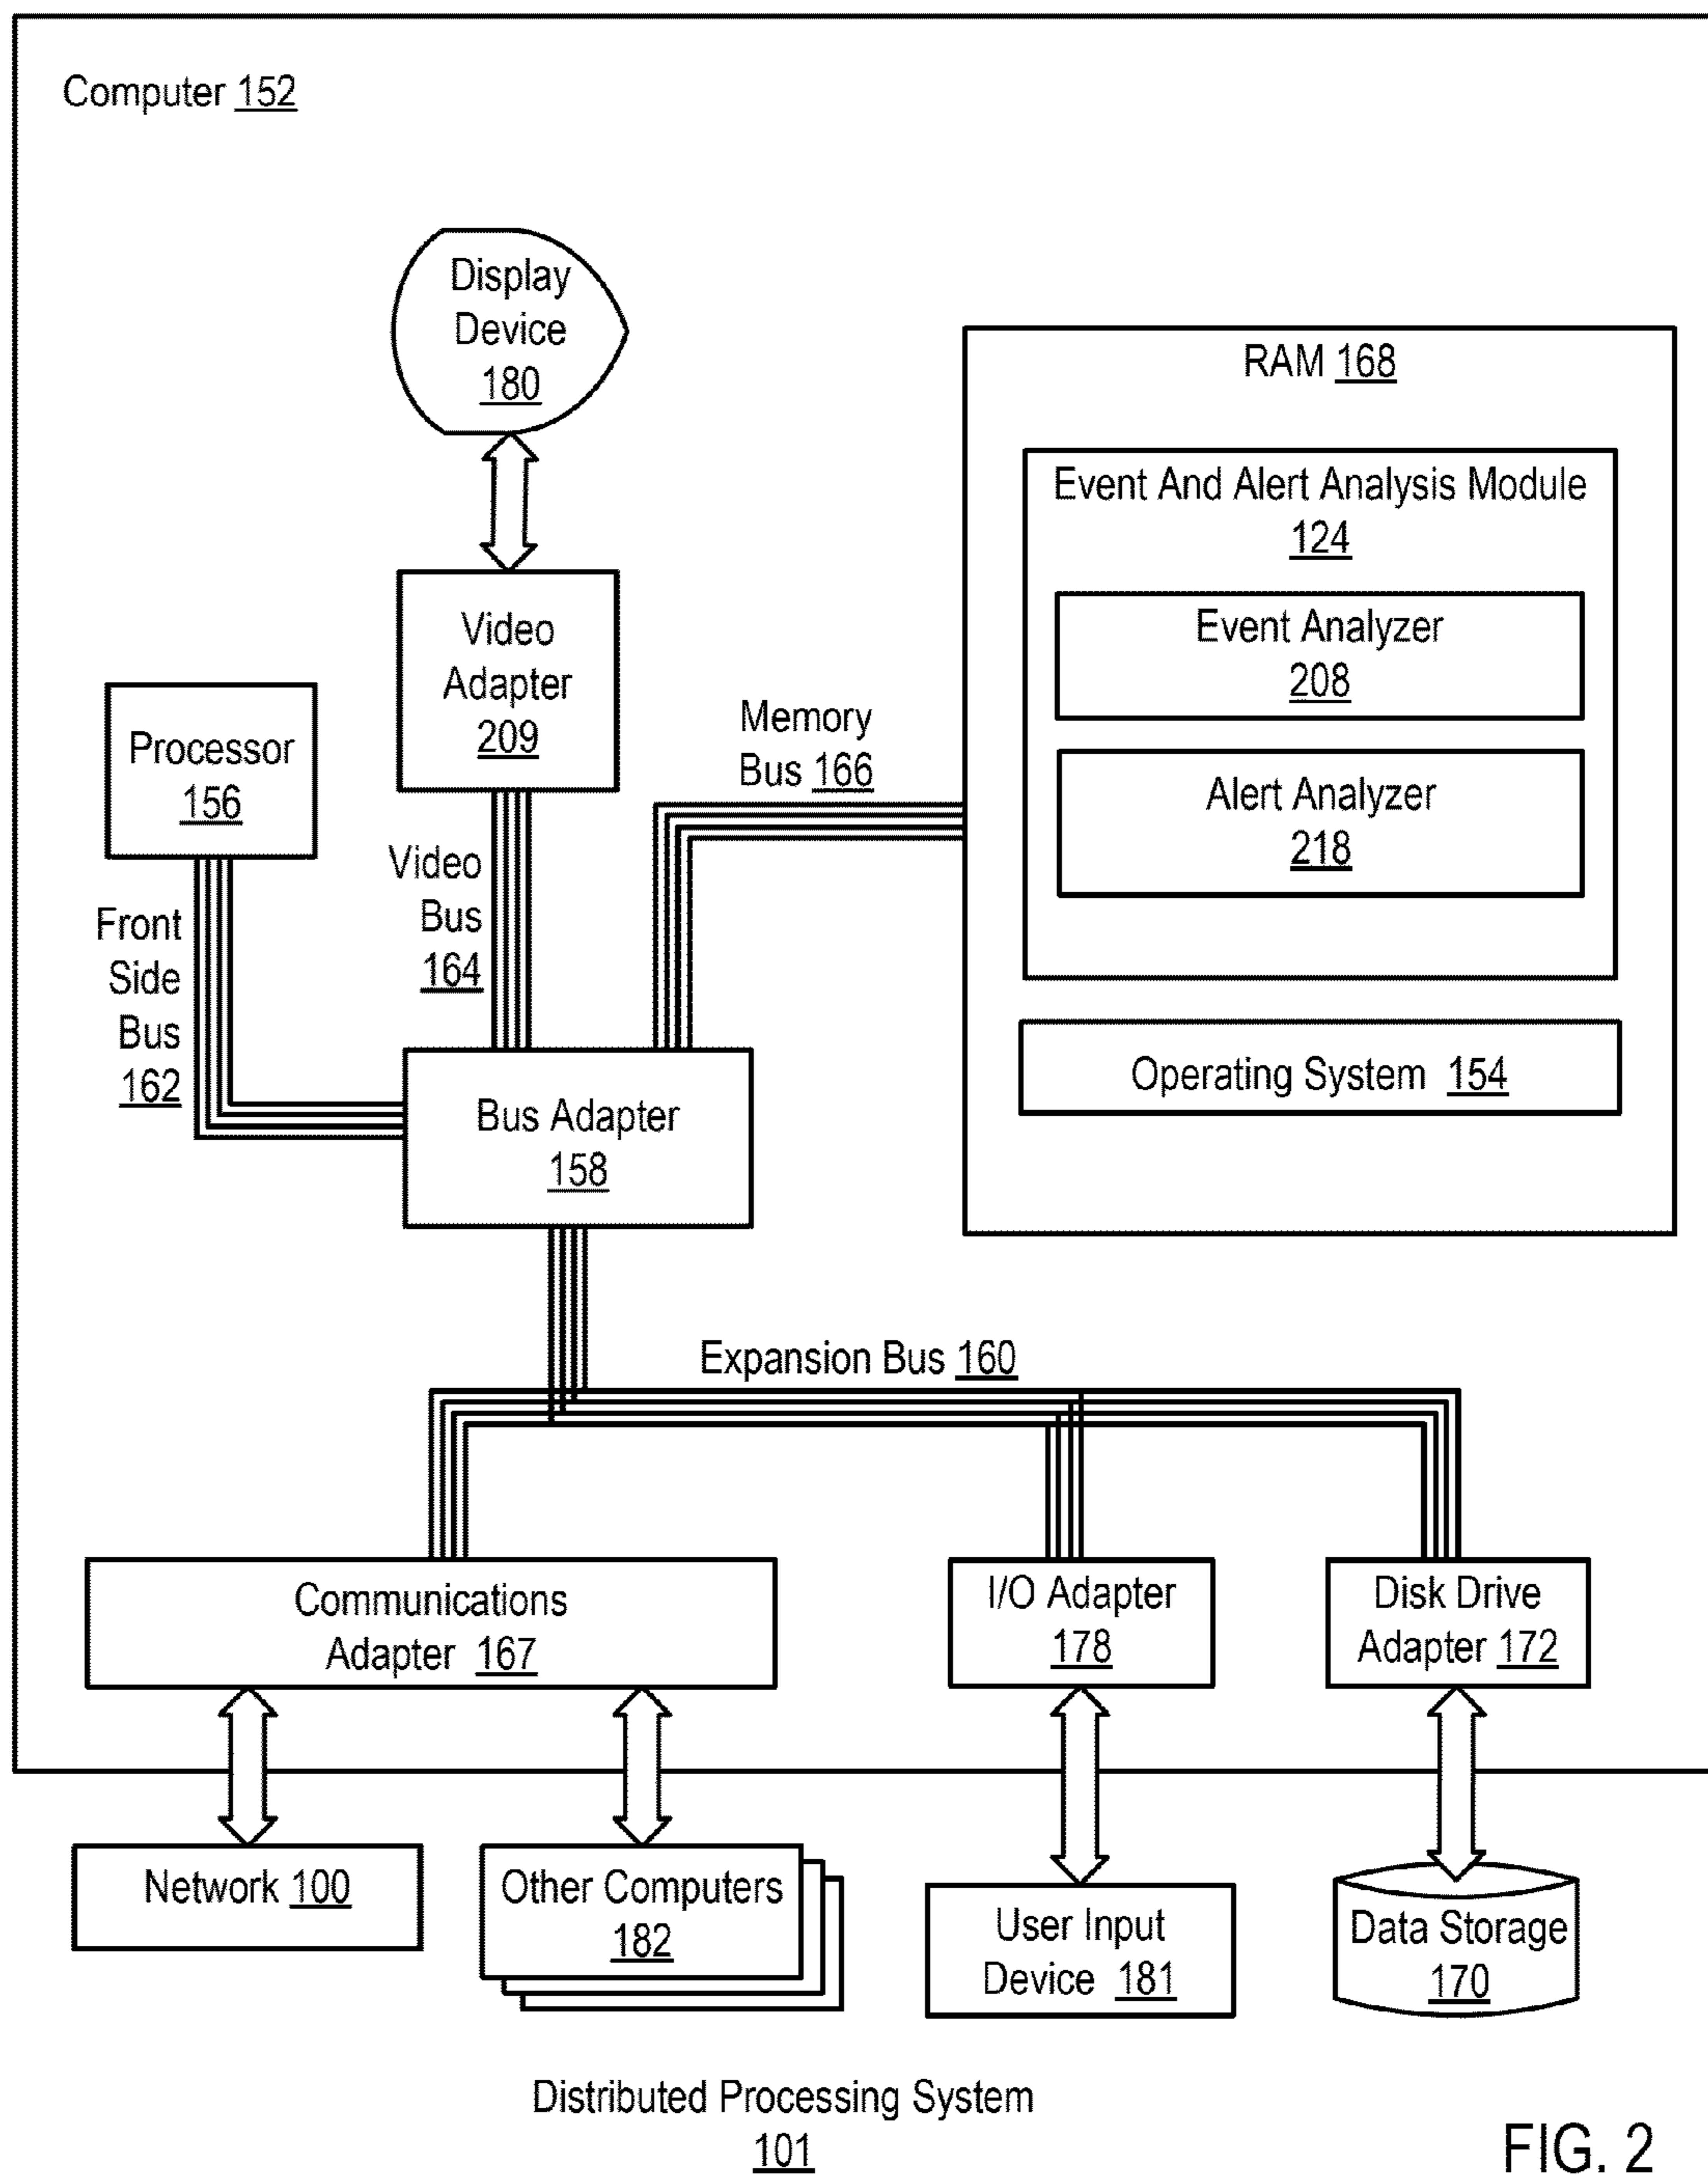 Computer 152
Display
Device
180
RAM 168
Event And Alert Analysis Module
124
Event Analyzer
208
Alert Analyzer
218
Operating System 154
Video
Adapter
209
Processor
156
Memory
Bus 166
Video
Bus
164
Front
Side
Bus
162
Bus Adapter
158
Expansion Bus 160
Communications
Adapter 167
I/O Adapter
178
Disk Drive
Adapter 172
Network 100
Other Computers
182
User Input
Device 181
Data Storage
170
Distributed Processing System
101
FIG. 2